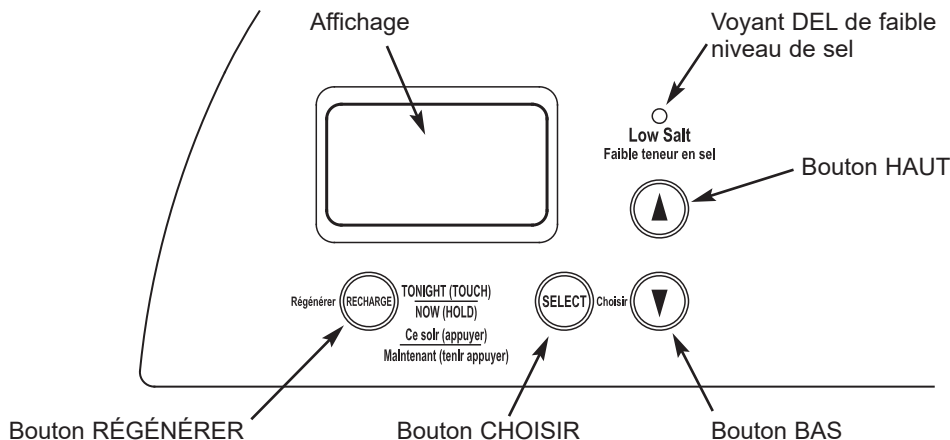 Affichage
Voyant DEL de faible
niveau de sel
Low Salt
Faible teneur en sel
Bouton HAUT
Régénérer
RECHARGE
TONIGHT (TOUCH)
NOW (HOLD)
Ce soir (appuyer)
Maintenant (tenir appuyer)
SELECT
Choisir
Bouton RÉGÉNÉRER
Bouton CHOISIR
Bouton BAS